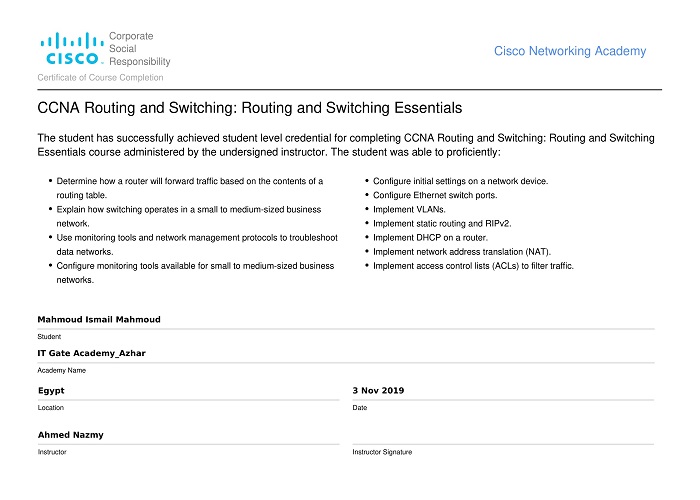 CISCO
Corporate
Social
Responsibility
Cisco Networking Academy
Certificate of Course Completion
CCNA Routing and Switching: Routing and Switching Essentials
The student has successfully achieved student level credential for completing CCNA Routing and Switching: Routing and Switching
Essentials course administered by the undersigned instructor. The student was able to proficiently:
• Determine how a router will forward traffic based on the contents of a
routing table.
• Explain how switching operates in a small to medium-sized business
network.
• Use monitoring tools and network management protocols to troubleshoot
data networks.
• Configure monitoring tools available for small to medium-sized business
networks.
• Configure initial settings on a network device.
• Configure Ethernet switch ports.
• Implement VLANs.
• Implement static routing and RIPv2.
• Implement DHCP on a router.
• Implement network address translation (NAT).
• Implement access control lists (ACLs) to filter traffic.
Mahmoud Ismail Mahmoud
Student
IT Gate Academy_Azhar
Academy Name
Egypt
Location
3 Nov 2019
Date
Ahmed Nazmy
Instructor
Instructor Signature